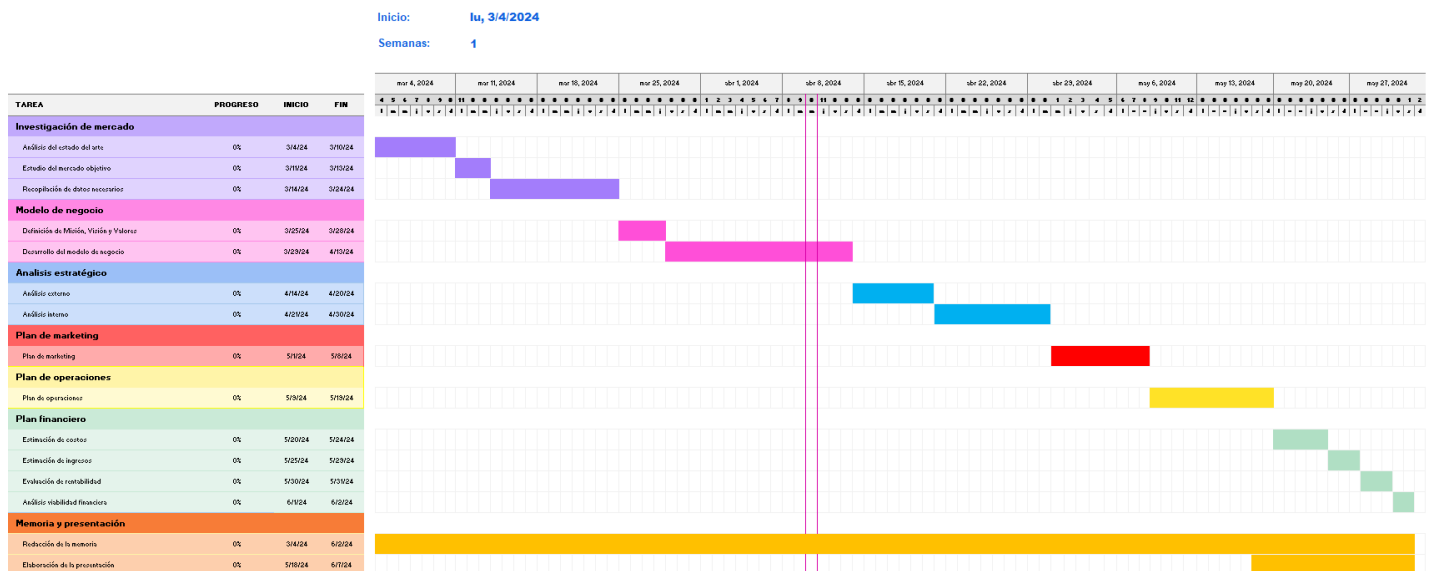 Inicio: lu, 3/4/2024
Semanas: 1
mar 4, 2024 mar 11, 2024 mar 18, 2024 mar 25, 2024 abr 1, 2024 abr 8, 2024 abr 15, 2024 abr 22, 2024 abr 29, 2024 may 6, 2024 may 13, 2024 may 20, 2024 may 27, 2024
TAREA PROGRESO INICIO FIN
Investigación de mercado
Análisis del estado del arte 0% 3/4/24 3/10/24
Estudio del mercado objetivo 0% 3/11/24 3/13/24
Recopilación de datos necesarios 0% 3/14/24 3/24/24
Modelo de negocio
Definición de Misión, Visión y Valores 0% 3/25/24 3/28/24
Desarrollo del modelo de negocio 0% 3/29/24 4/13/24
Analisis estratégico
Análisis externo 0% 4/14/24 4/20/24
Análisis interno 0% 4/21/24 4/30/24
Plan de marketing
Plan de marketing 0% 5/1/24 5/8/24
Plan de operaciones
Plan de operaciones 0% 5/9/24 5/19/24
Plan financiero
Estimación de costos 0% 5/20/24 5/24/24
Estimación de ingresos 0% 5/25/24 5/29/24
Evaluación de rentabilidad 0% 5/30/24 5/31/24
Análisis viabilidad financiera 0% 6/1/24 6/2/24
Memoria y presentación
Redacción de la memoria 0% 3/4/24 6/2/24
Elaboración de la presentación 0% 5/18/24 6/7/24